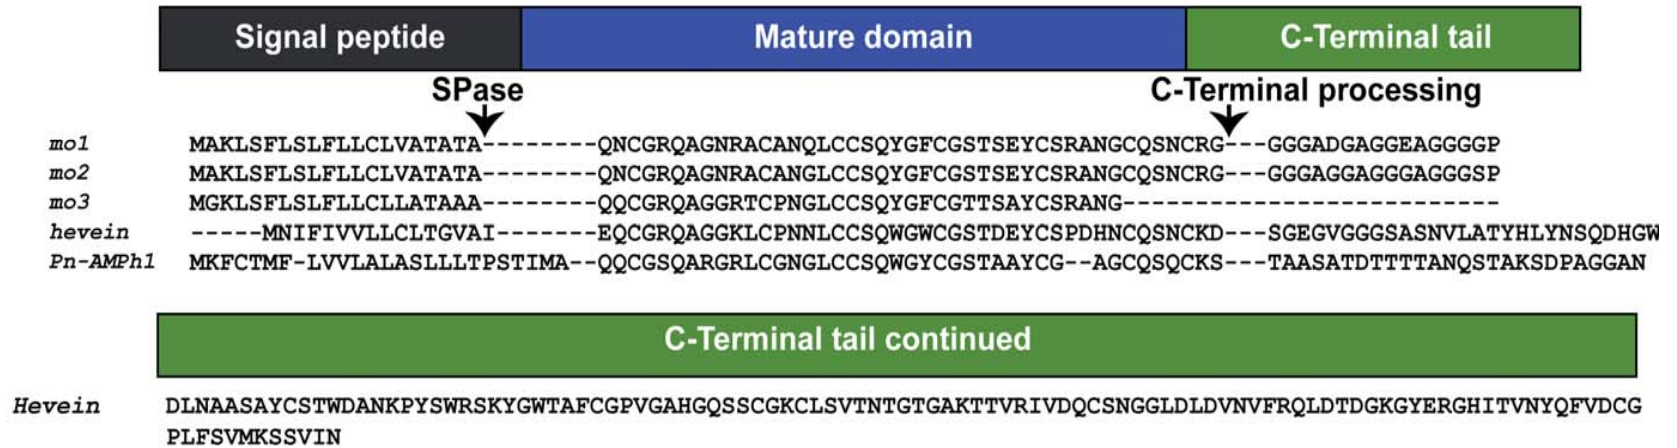 Signal peptide Mature domain C-Terminal tail
SPase C-Terminal processing
mo1 MAKLSFLSLFLLCLVATATA--------QNCGRQAGNRACANQLCCSQYGFCGSTSEYCSRANGCQSNCRG---GGGADGAGGEAGGGGP
mo2 MAKLSFLSLFLLCLVATATA--------QNCGRQAGNRACANGLCCSQYGFCGSTSEYCSRANGCQSNCRG---GGGAGGAGGGAGGGSP
mo3 MGKLSFLSLFLLCLLATAAA--------QQCGRQAGGRTCPNGLCCSQYGFCGTTSAYCSRANG--------------------------
hevein -----MNIFIVVLLCLTGVAI-------EQCGRQAGGKLCPNNLCCSQWGWCGSTDEYCSPDHNCQSNCKD---SGEGVGGGSASNVLATYHLYNSQDHGW
Pn-AMPh1 MKFCTMF-LVVLALASLLLTPSTIMA--QQCGSQARGRLCGNGLCCSQWGYCGSTAAYCG--AGCQSQCKS---TAASATDTTTTANQSTAKSDPAGGAN
C-Terminal tail continued
Hevein DLNAASAYCSTWDANKPYSWRSKYGWTAFCGPVGAHGQSSCGKCLSVTNTGTGAKTTVRIVDQCSNGGLDLDVNVFRQLDTDGKGYERGHITVNYQFVDCG
PLFSVMKSSVIN